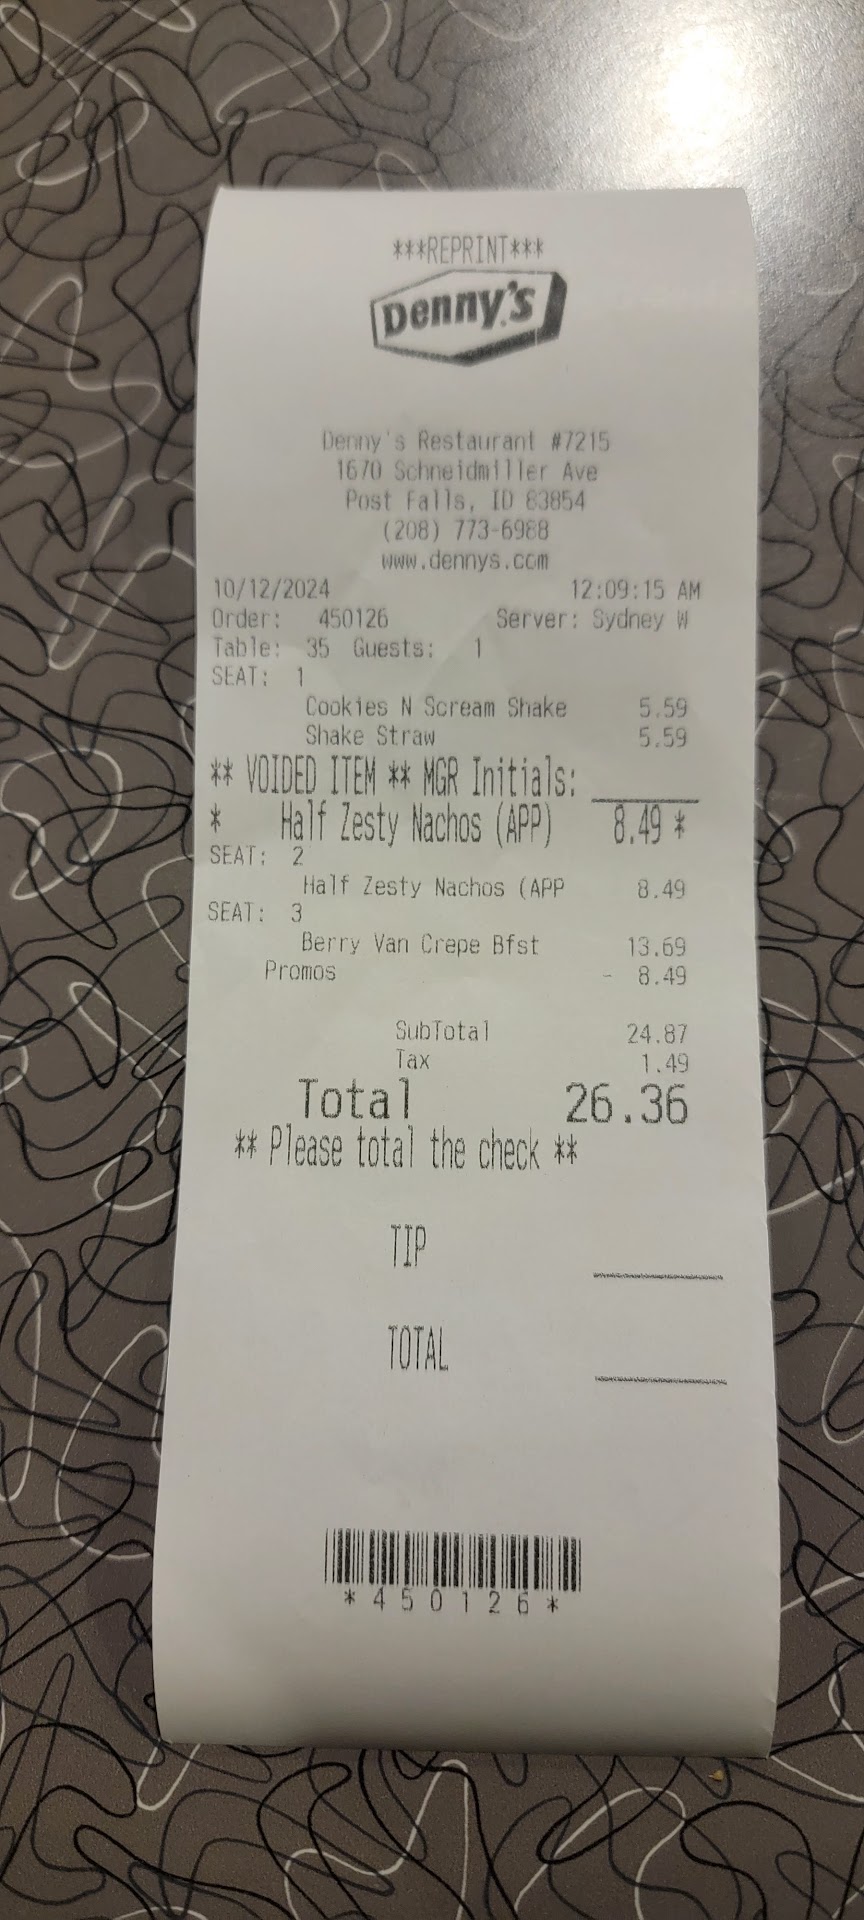 ***REPRINT***
Denny's
Denny's Restaurant #7215
1670 Schneidmiller Ave
Post Falls, ID 83854
(208) 773-6988
www.dennys.com
10/12/2024 12:09:15 AM
Order: 450126 Server: Sydney W
Table: 35 Guests: 1
SEAT: 1
Cookies N Scream Shake 5.59
Shake Straw 5.59
** VOIDED ITEM ** MGR Initials:
* Half Zesty Nachos (APP) 8.49 *
SEAT: 2
Half Zesty Nachos (APP 8.49
SEAT: 3
Berry Van Crepe Bfst 13.69
Promos - 8.49
SubTotal 24.87
Tax 1.49
Total 26.36
** Please total the check **
TIP
TOTAL
*450126*